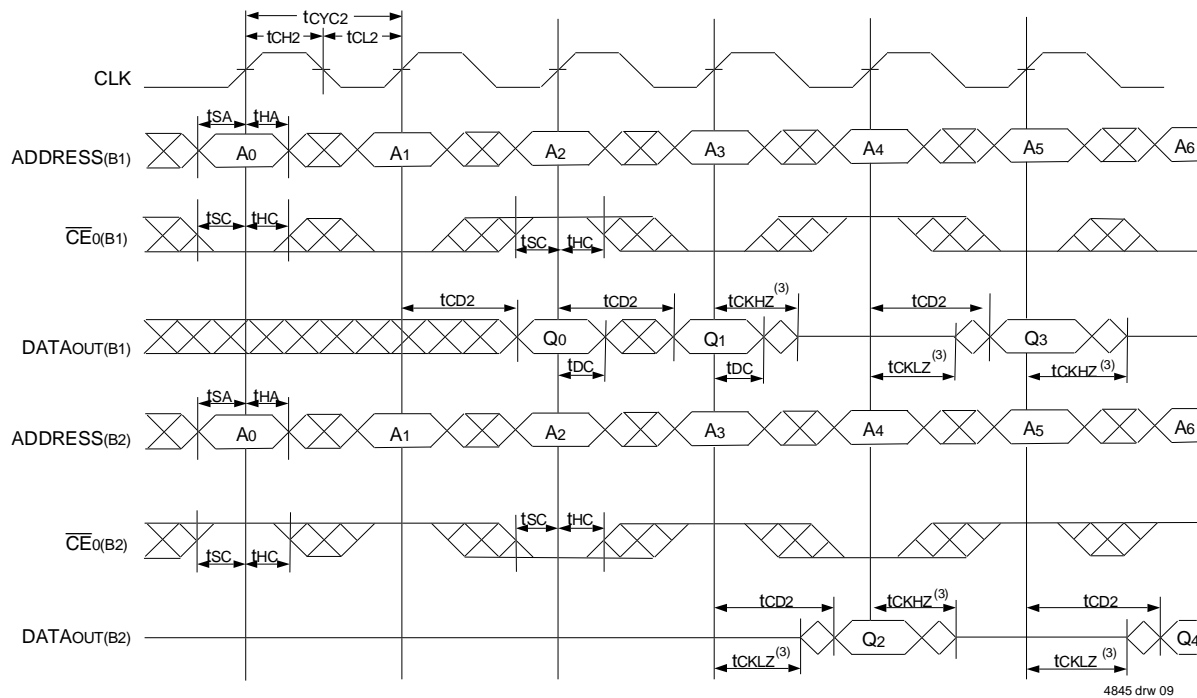 tCYC2
tCH2 tCL2
CLK
tSA tHA
ADDRESS(B1) A0 A1 A2 A3 A4 A5 A6
tSC tHC
CE0(B1)
tSC tHC
tCD2 tCD2 tCKHZ(3) tCD2
DATAOUT(B1) Q0 Q1 Q3
tDC tDC tCKLZ(3) tCKHZ(3)
tSA tHA
ADDRESS(B2) A0 A1 A2 A3 A4 A5 A6
tSC tHC
CE0(B2)
tSC tHC
tCD2 tCKHZ(3) tCD2
DATAOUT(B2) Q2 Q4
tCKLZ(3) tCKLZ(3)
4845 drw 09